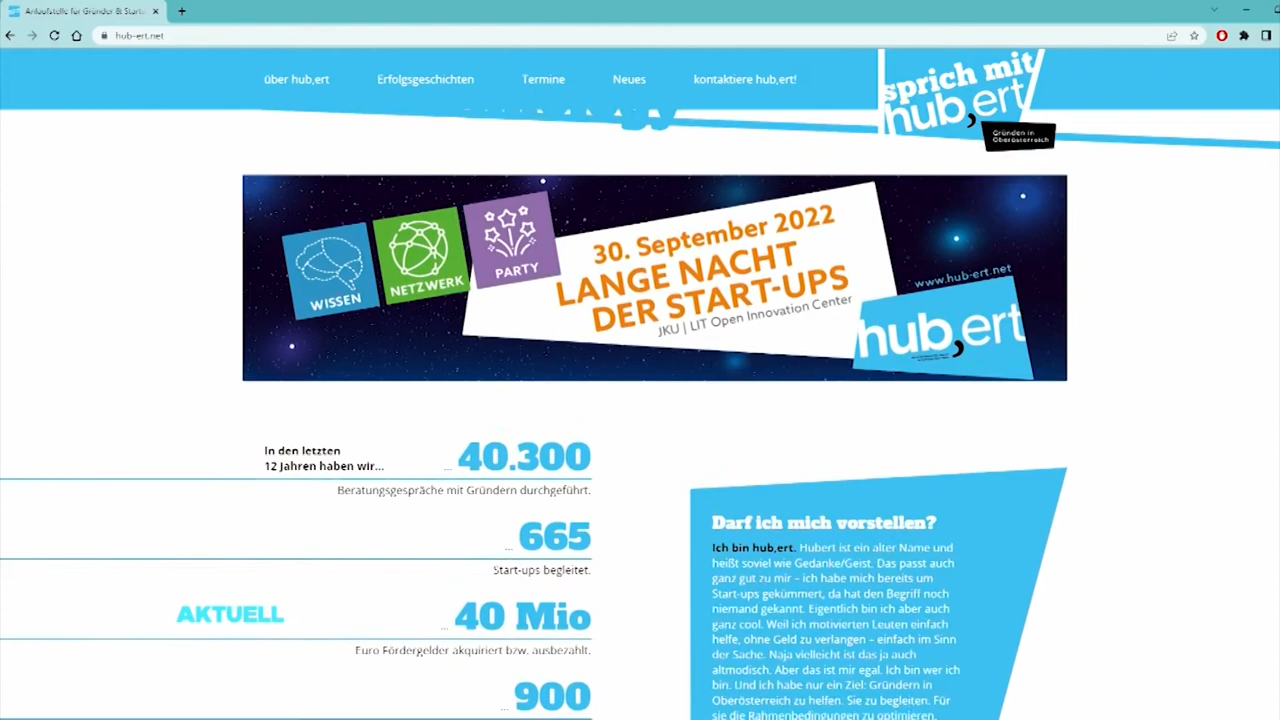 Anlaufstelle für Gründer & Start
hub-ert.net
über hub,ert
Erfolgsgeschichten
Termine
Neues
kontaktiere hub,ert!
sprich mit
hub,ert
Gründen in
Oberösterreich
WISSEN
NETZWERK
PARTY
30. September 2022
LANGE NACHT
DER START-UPS
JKU | LIT Open Innovation Center
www.hub-ert.net
hub,ert
In den letzten
12 Jahren haben wir...
... 40.300
Beratungsgespräche mit Gründern durchgeführt.
... 665
Start-ups begleitet.
AKTUELL
... 40 Mio
Euro Fördergelder akquiriert bzw. ausbezahlt.
... 900
Darf ich mich vorstellen?
Ich bin hub,ert. Hubert ist ein alter Name und
heißt soviel wie Gedanke/Geist. Das passt auch
ganz gut zu mir – ich habe mich bereits um
Start-ups gekümmert, da hat den Begriff noch
niemand gekannt. Eigentlich bin ich aber auch
ganz cool. Weil ich motivierten Leuten einfach
helfe, ohne Geld zu verlangen – einfach im Sinn
der Sache. Naja vielleicht ist das ja auch
altmodisch. Aber das ist mir egal. Ich bin wer ich
bin. Und ich habe nur ein Ziel: Gründern in
Oberösterreich zu helfen. Sie zu begleiten. Für
sie die Rahmenbedingungen zu optimieren.